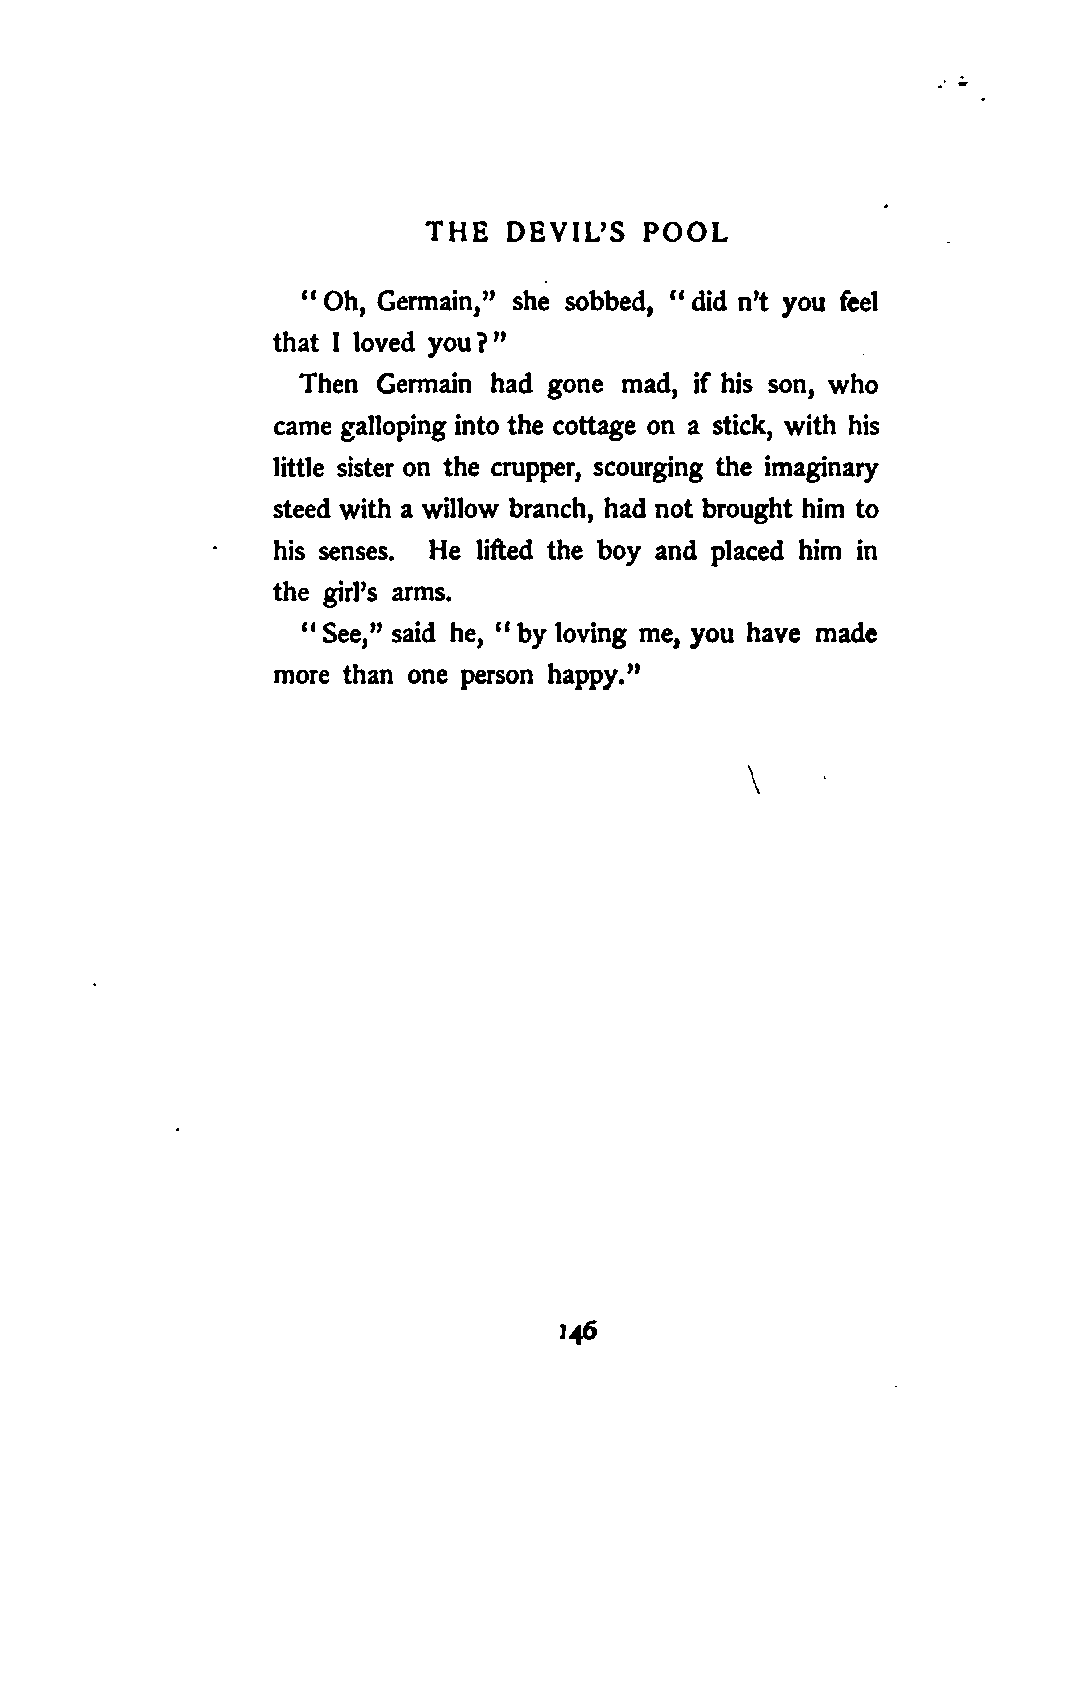 THE DEVIL'S POOL
"Oh, Germain," she sobbed, "did n't you feel
that I loved you?"
Then Germain had gone mad, if his son, who
came galloping into the cottage on a stick, with his
little sister on the crupper, scourging the imaginary
steed with a willow branch, had not brought him to
his senses. He lifted the boy and placed him in
the girl's arms.
"See," said he, "by loving me, you have made
more than one person happy."
146